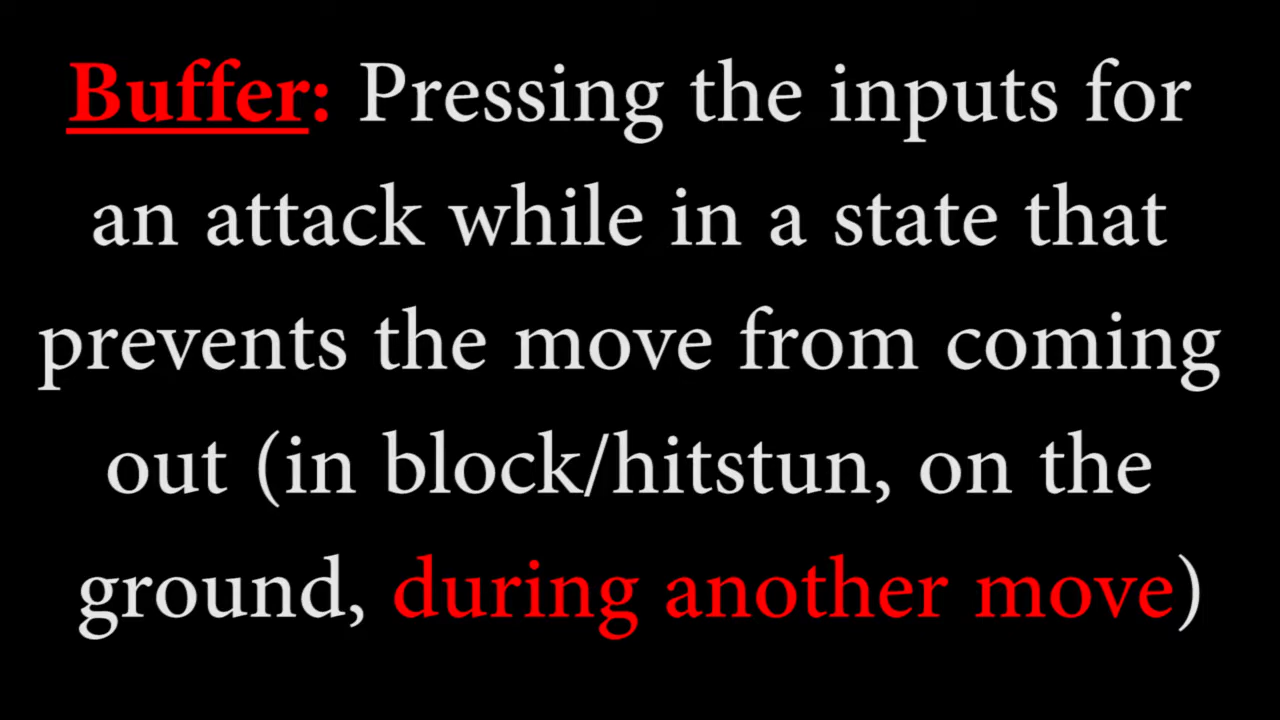 Buffer: Pressing the inputs for
an attack while in a state that
prevents the move from coming
out (in block/hitstun, on the
ground, during another move)